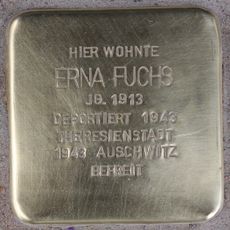 HIER WOHNTE
ERNA FUCHS
JG. 1913
DEPORTIERT 1943
THERESIENSTADT
1943 AUSCHWITZ
BEFREIT